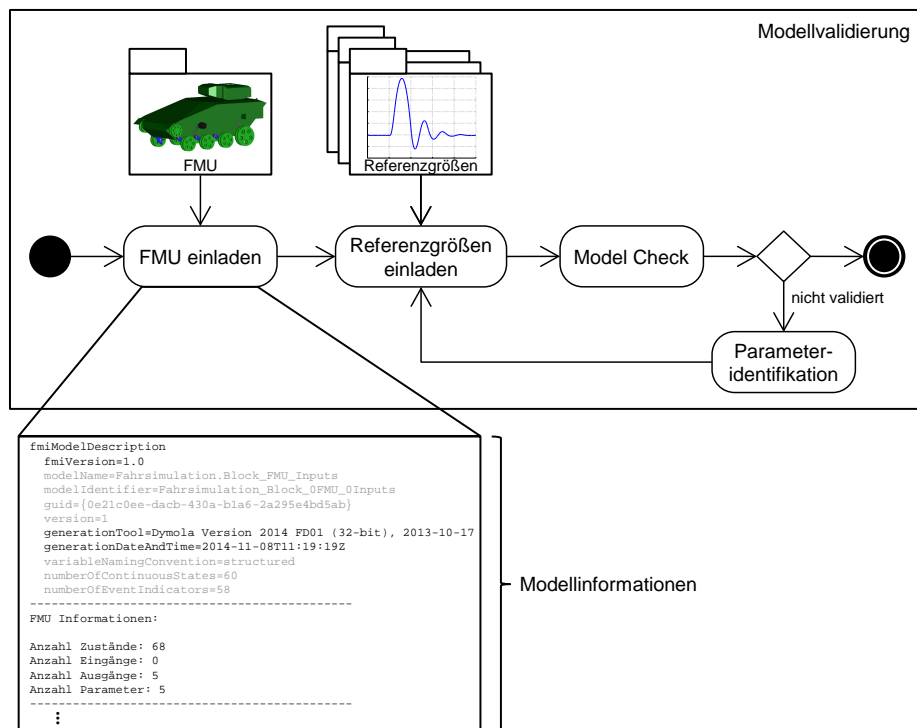 Modellvalidierung
FMU
Referenzgrößen
FMU einladen
Referenzgrößen
einladen
Model Check
nicht validiert
Parameter-
identifikation
fmiModelDescription
fmiVersion=1.0
modelName=Fahrsimulation.Block_FMU_Inputs
modelIdentifier=Fahrsimulation_Block_0FMU_0Inputs
guid={0e21c0ee-dacb-430a-b1a6-2a295e4bd5ab}
version=1
generationTool=Dymola Version 2014 FD01 (32-bit), 2013-10-17
generationDateAndTime=2014-11-08T11:19:19Z
variableNamingConvention=structured
numberOfContinuousStates=60
numberOfEventIndicators=58
---------------------------------------------
FMU Informationen:
Anzahl Zustände: 68
Anzahl Eingänge: 0
Anzahl Ausgänge: 5
Anzahl Parameter: 5
---------------------------------------------
⋮
Modellinformationen